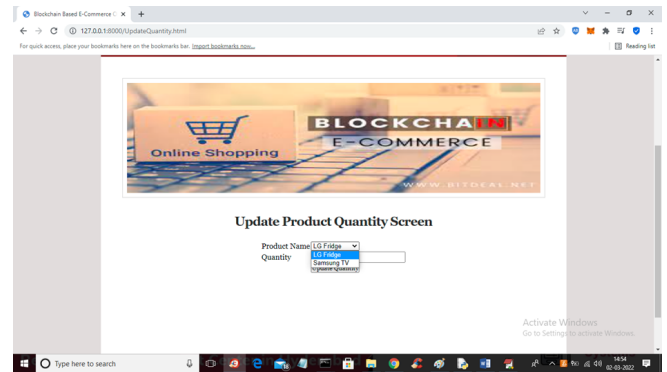 Blockchain Based E-Commerce
127.0.0.1:8000/UpdateQuantity.html
For quick access, place your bookmarks here on the bookmarks bar. Import bookmarks now...
Reading list
BLOCKCHAIN
E-COMMERCE
Online Shopping
WWW.BITDEAL.NET
Update Product Quantity Screen
Product Name LG Fridge
LG Fridge
Samsung TV
Quantity
Update Quantity
Activate Windows
Go to Settings to activate Windows.
Type here to search
14:54
02-03-2022